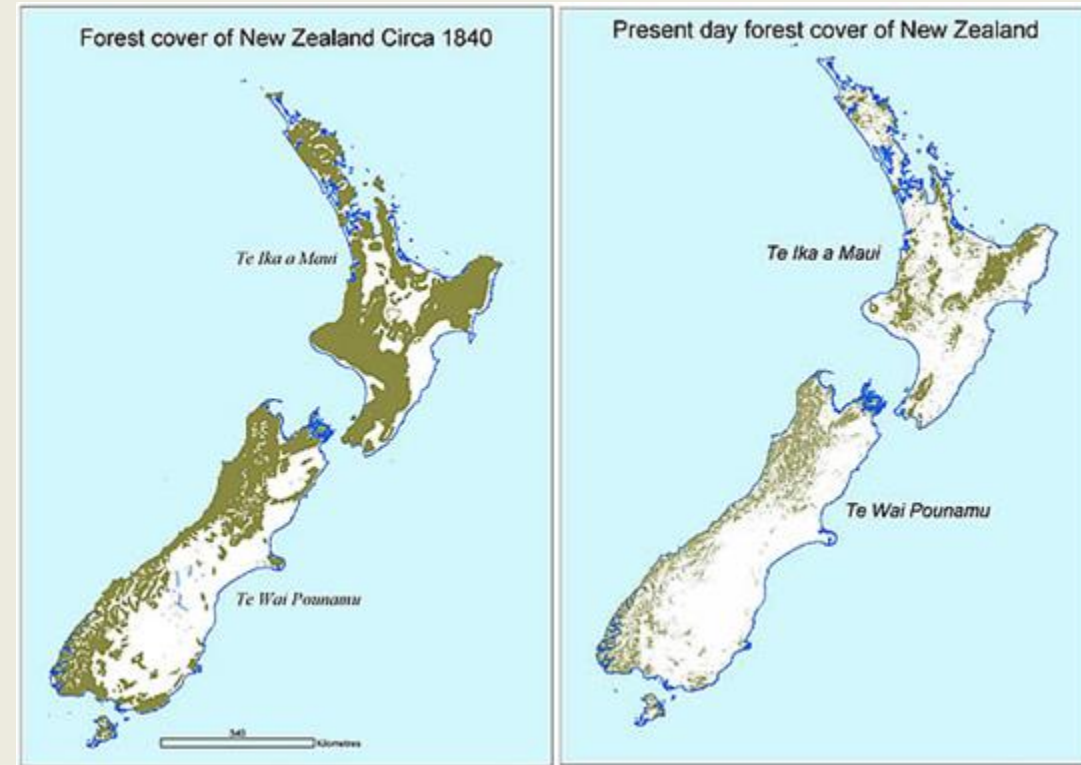 Forest cover of New Zealand Circa 1840
Te Ika a Maui
Te Wai Pounamu
340
Kilometres
Present day forest cover of New Zealand
Te Ika a Maui
Te Wai Pounamu